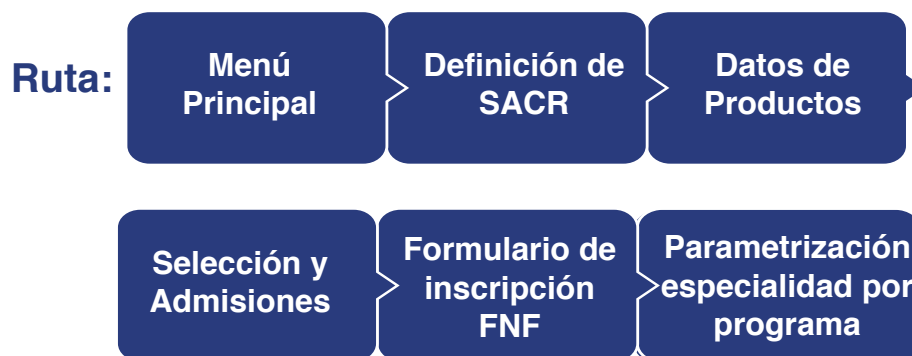 Ruta:
Menú
Principal
Definición de
SACR
Datos de
Productos
Selección y
Admisiones
Formulario de
inscripción
FNF
Parametrización
especialidad por
programa